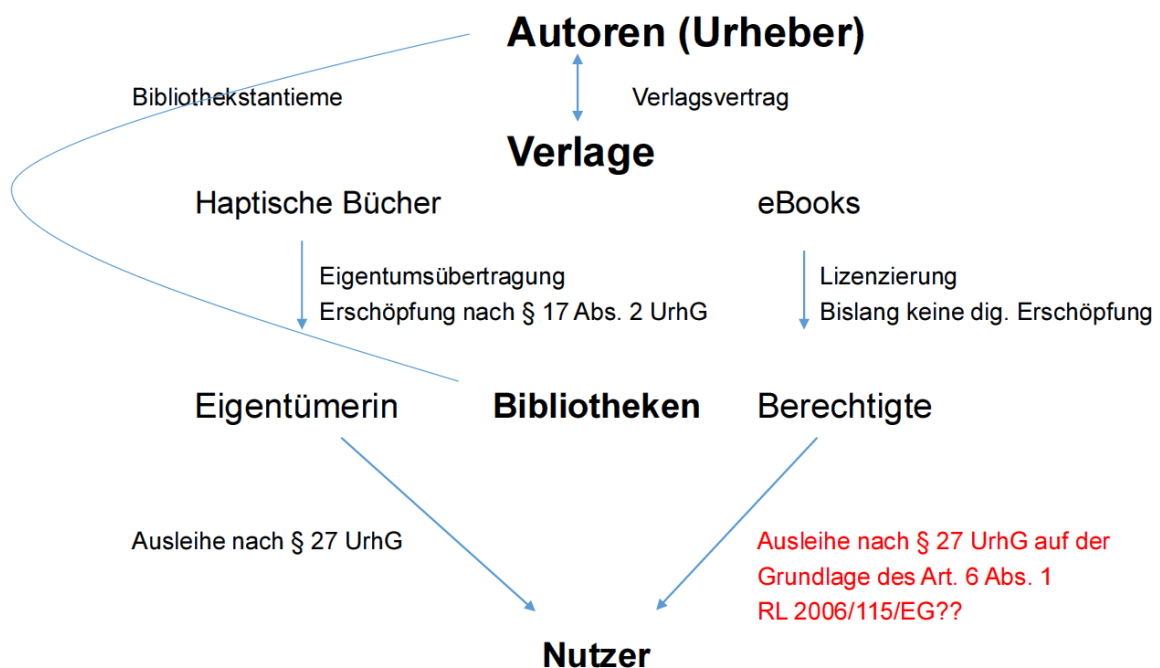 Autoren (Urheber)
Bibliothekstantieme
Verlagsvertrag
Verlage
Haptische Bücher
eBooks
Eigentumsübertragung
Erschöpfung nach § 17 Abs. 2 UrhG
Lizenzierung
Bislang keine dig. Erschöpfung
Eigentümerin
Bibliotheken
Berechtigte
Ausleihe nach § 27 UrhG
Ausleihe nach § 27 UrhG auf der
Grundlage des Art. 6 Abs. 1
RL 2006/115/EG??
Nutzer